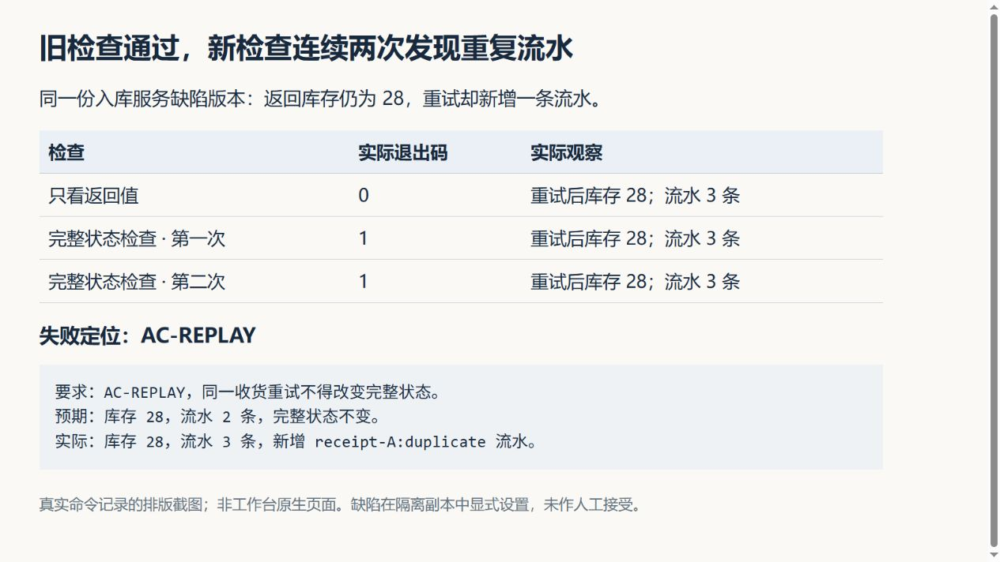 旧检查通过，新检查连续两次发现重复流水
同一份入库服务缺陷版本：返回库存仍为 28，重试却新增一条流水。
检查 实际退出码 实际观察
只看返回值 0 重试后库存 28；流水 3 条
完整状态检查 · 第一次 1 重试后库存 28；流水 3 条
完整状态检查 · 第二次 1 重试后库存 28；流水 3 条
失败定位：AC-REPLAY
要求：AC-REPLAY，同一收货重试不得改变完整状态。
预期：库存 28，流水 2 条，完整状态不变。
实际：库存 28，流水 3 条，新增 receipt-A:duplicate 流水。
真实命令记录的排版截图；非工作台原生页面。缺陷在隔离副本中显式设置，未作人工接受。